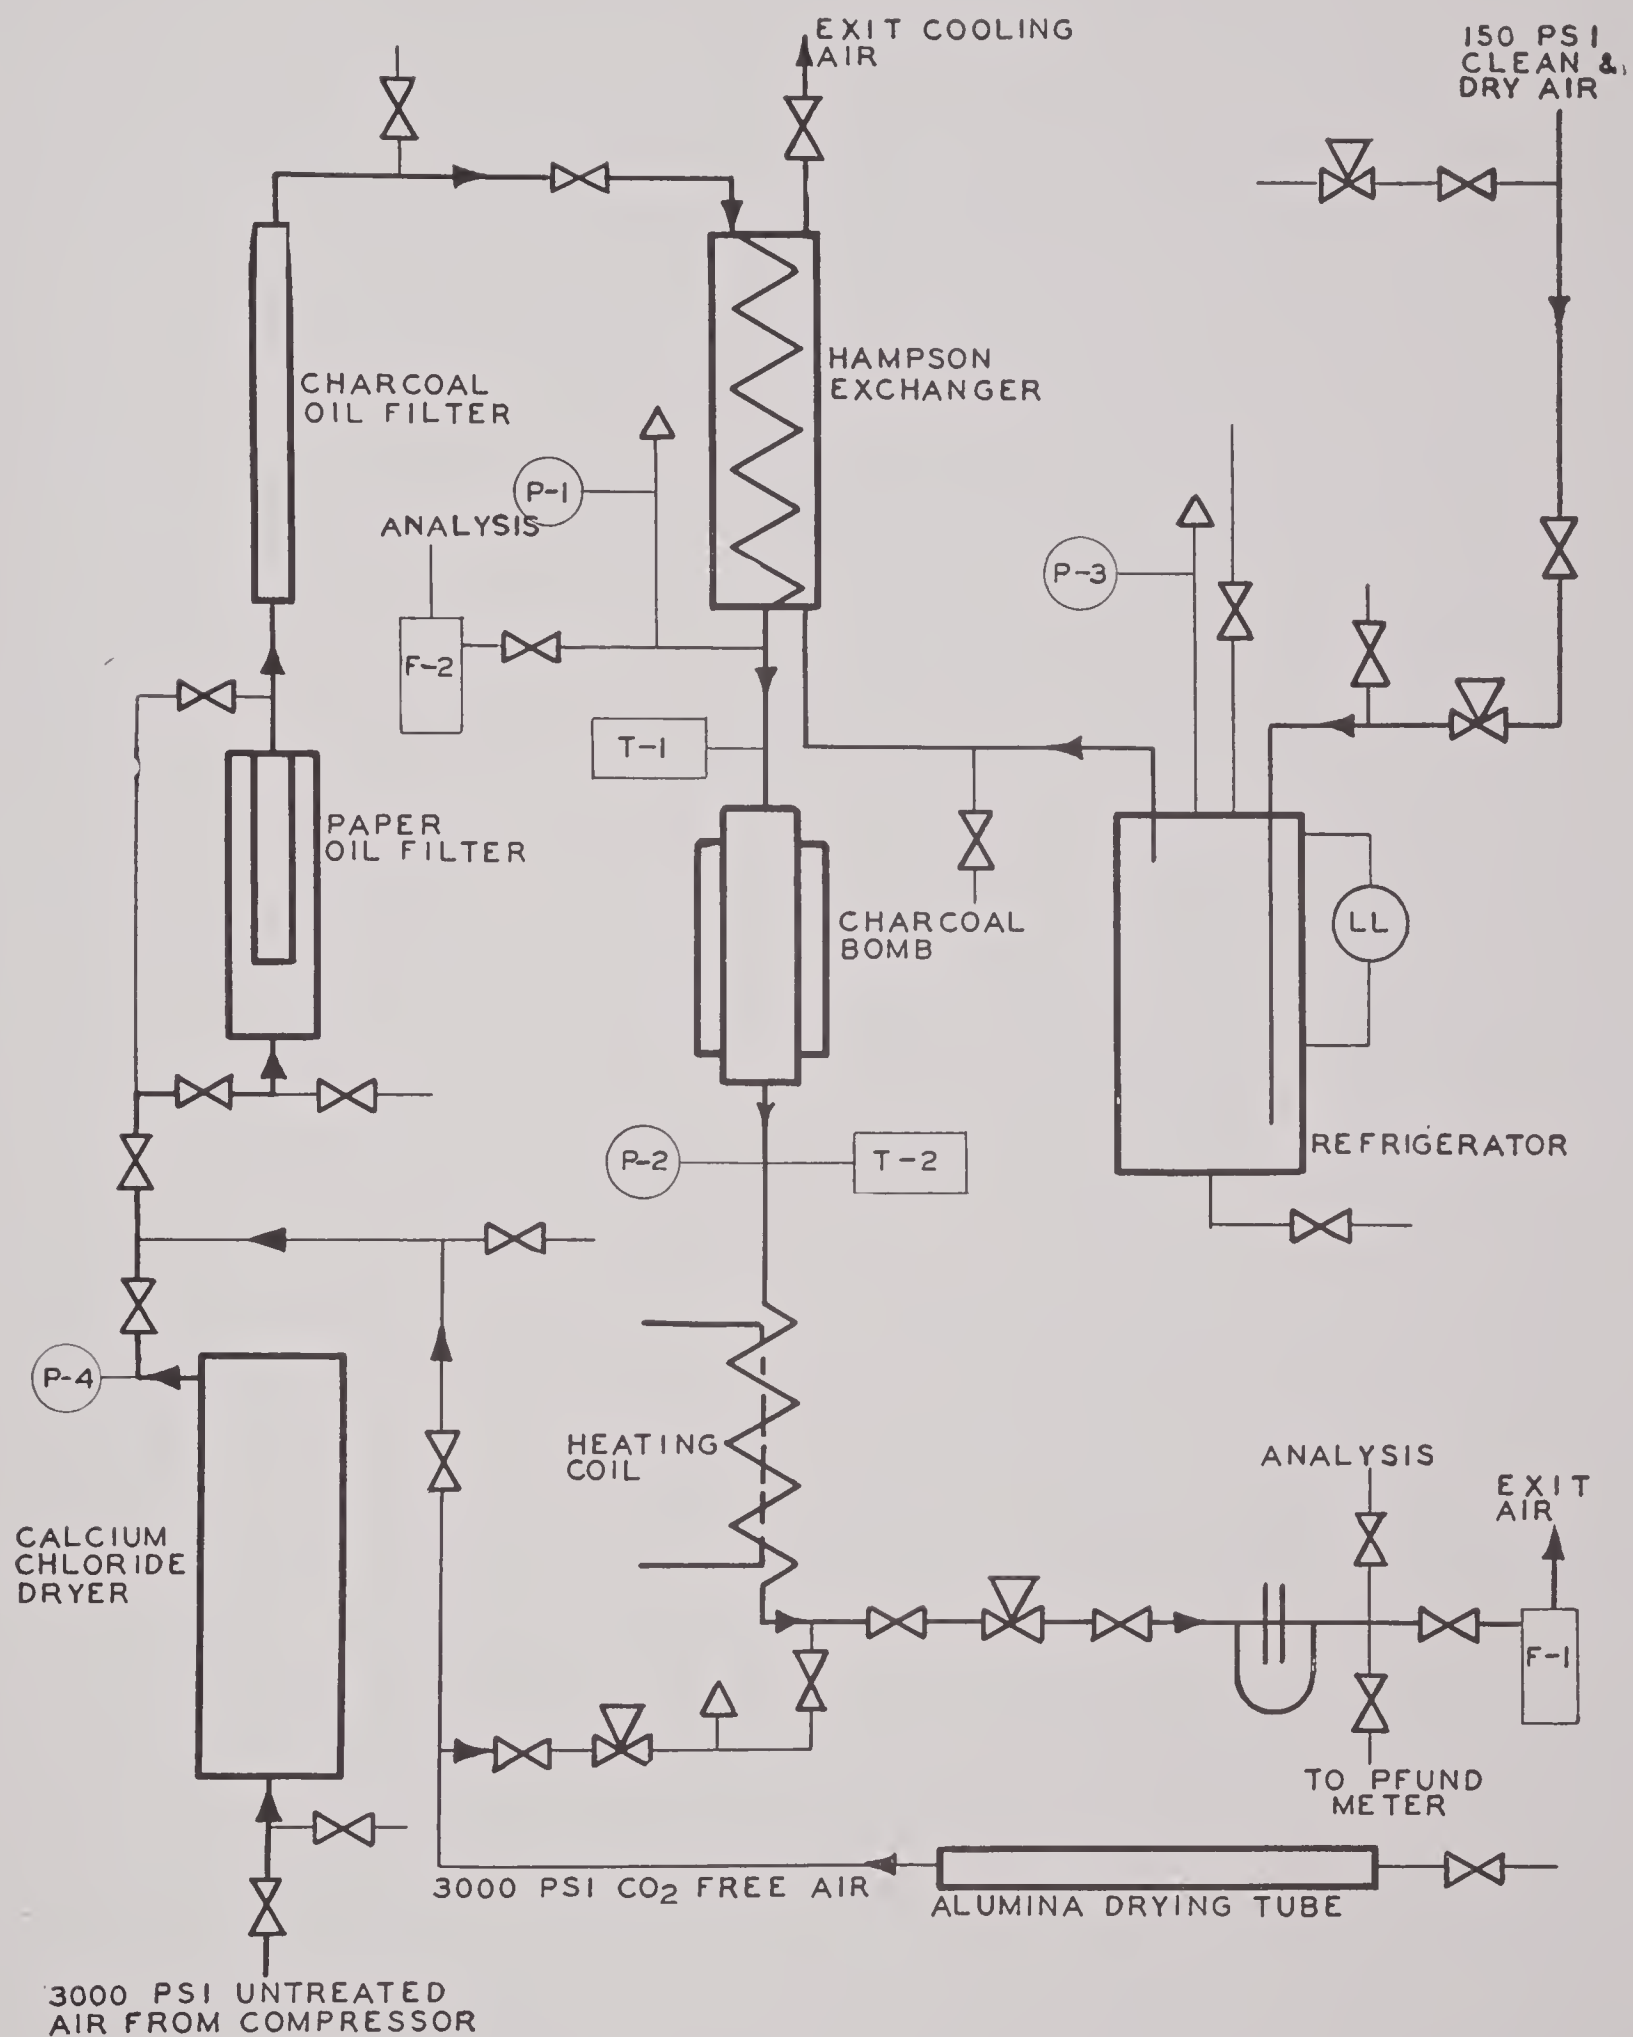 EXIT COOLING
AIR
150 PSI
CLEAN &
DRY AIR
HAMPSON
EXCHANGER
CHARCOAL
OIL FILTER
P-1
ANALYSIS
F-2
P-3
T-1
PAPER
OIL FILTER
CHARCOAL
BOMB
LL
P-2
T-2
REFRIGERATOR
P-4
HEATING
COIL
ANALYSIS
EXIT
AIR
CALCIUM
CHLORIDE
DRYER
F-1
TO PFUND
METER
3000 PSI CO2 FREE AIR
ALUMINA DRYING TUBE
3000 PSI UNTREATED
AIR FROM COMPRESSOR